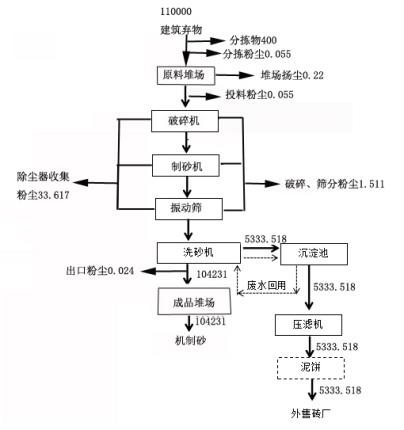 110000
建筑弃物
分拣物400
分拣粉尘0.055
原料堆场
堆场扬尘0.22
投料粉尘0.055
破碎机
制砂机
除尘器收集
粉尘33.617
破碎、筛分粉尘1.511
振动筛
洗砂机
5333.518
沉淀池
出口粉尘0.024
104231
废水回用
5333.518
成品堆场
104231
压滤机
机制砂
5333.518
泥饼
5333.518
外售砖厂